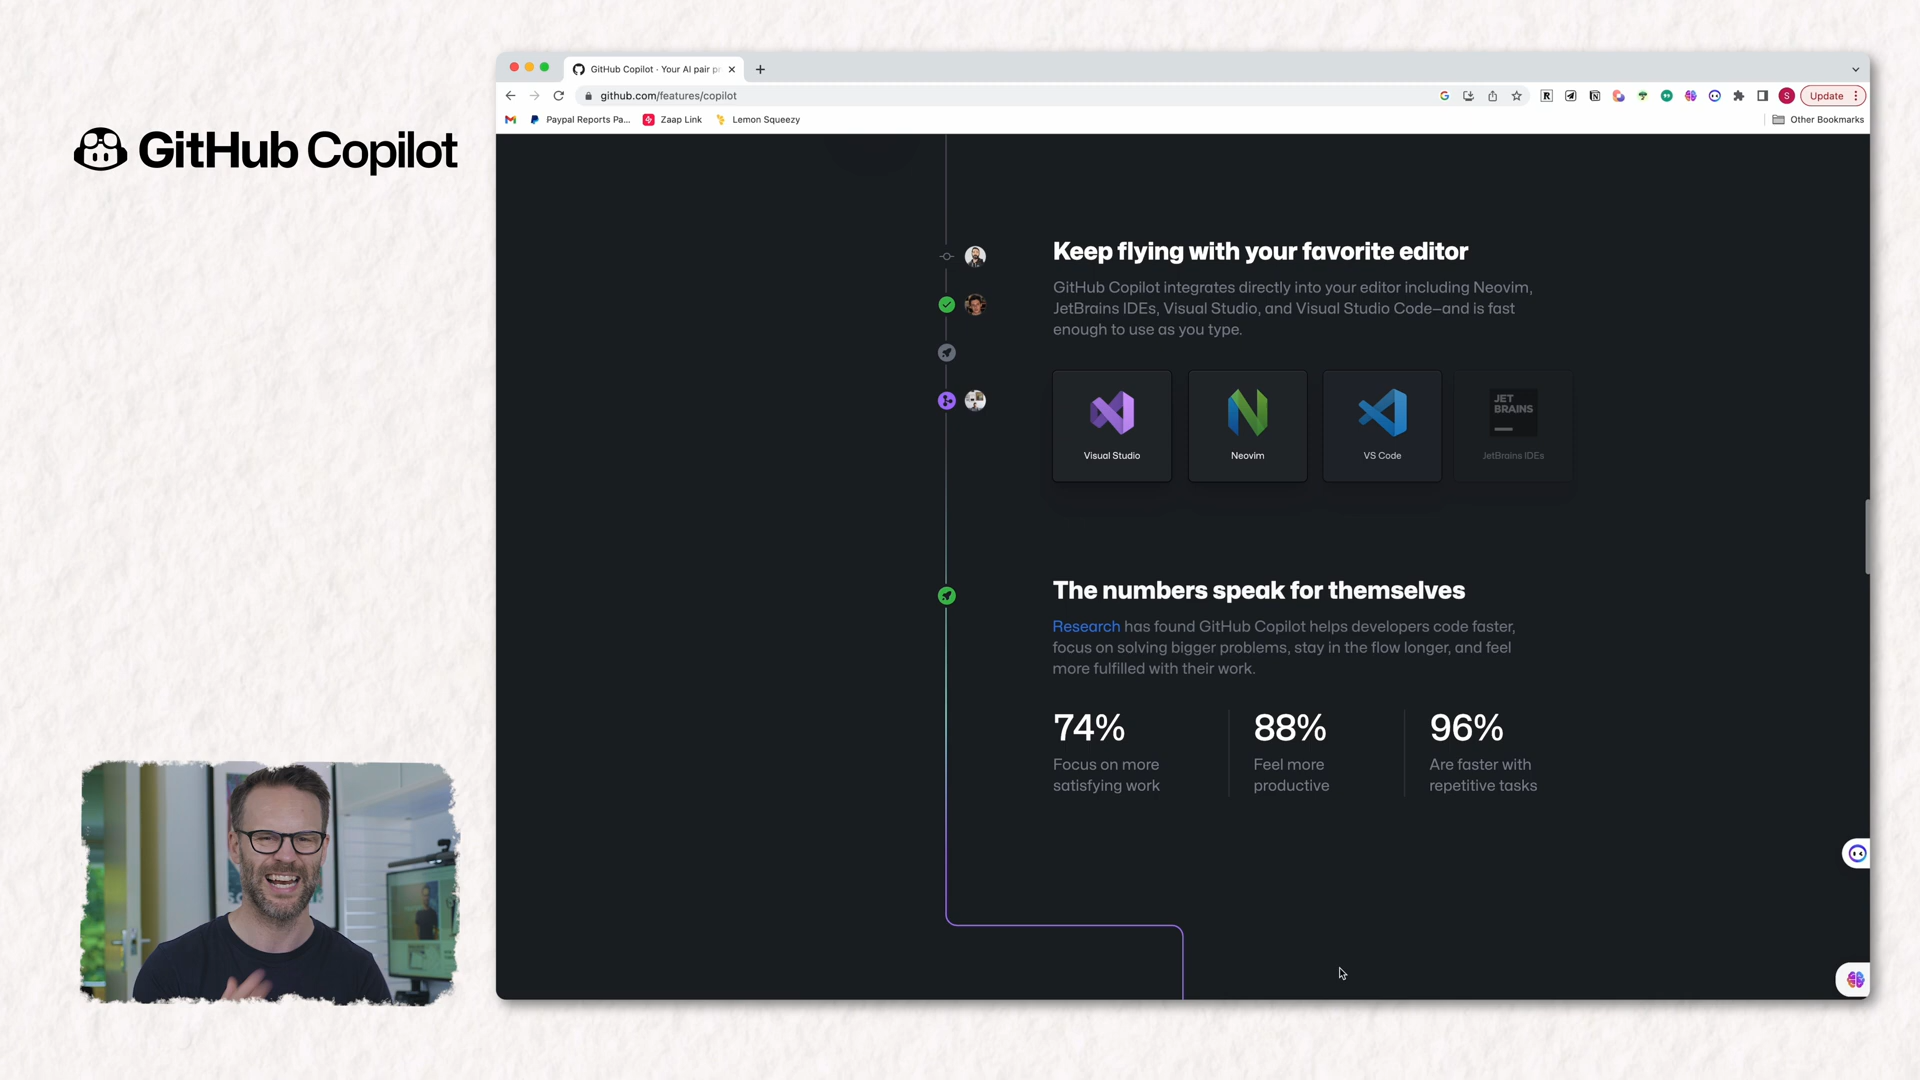 GitHub Copilot
GitHub Copilot · Your AI pair pr
github.com/features/copilot
Update
Paypal Reports Pa...
Zaap Link
Lemon Squeezy
Other Bookmarks
Keep flying with your favorite editor
GitHub Copilot integrates directly into your editor including Neovim,
JetBrains IDEs, Visual Studio, and Visual Studio Code—and is fast
enough to use as you type.
JET
BRAINS
Visual Studio
Neovim
VS Code
JetBrains IDEs
The numbers speak for themselves
Research has found GitHub Copilot helps developers code faster,
focus on solving bigger problems, stay in the flow longer, and feel
more fulfilled with their work.
74%
Focus on more
satisfying work
88%
Feel more
productive
96%
Are faster with
repetitive tasks